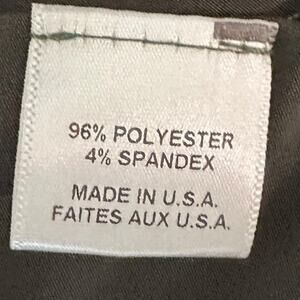 96% POLYESTER
4% SPANDEX
MADE IN U.S.A.
FAITES AUX U.S.A.